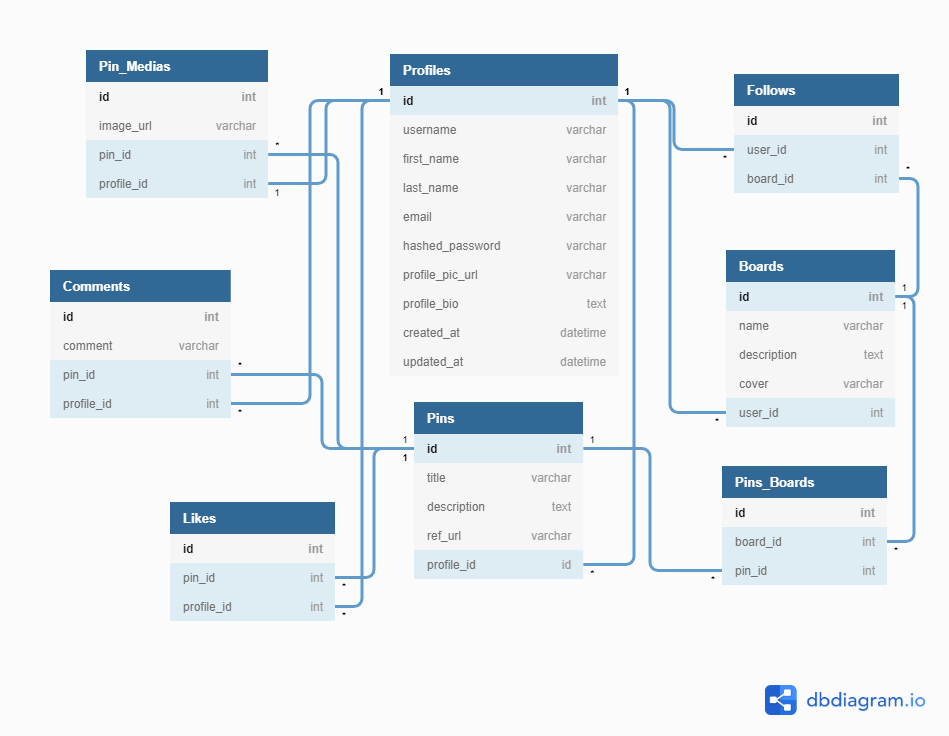 Pin_Medias
id int
image_url varchar
pin_id int
profile_id int
*
1
Profiles
1
1
id int
username varchar
first_name varchar
last_name varchar
email varchar
hashed_password varchar
profile_pic_url varchar
profile_bio text
created_at datetime
updated_at datetime
Follows
id int
user_id int
board_id int
*
*
Comments
id int
comment varchar
pin_id int
profile_id int
*
*
Boards
id int
name varchar
description text
cover varchar
user_id int
1
1
*
Pins
1
1
1
id int
title varchar
description text
ref_url varchar
profile_id id
*
Likes
id int
pin_id int
profile_id int
*
*
Pins_Boards
id int
board_id int
pin_id int
*
*
dbdiagram.io